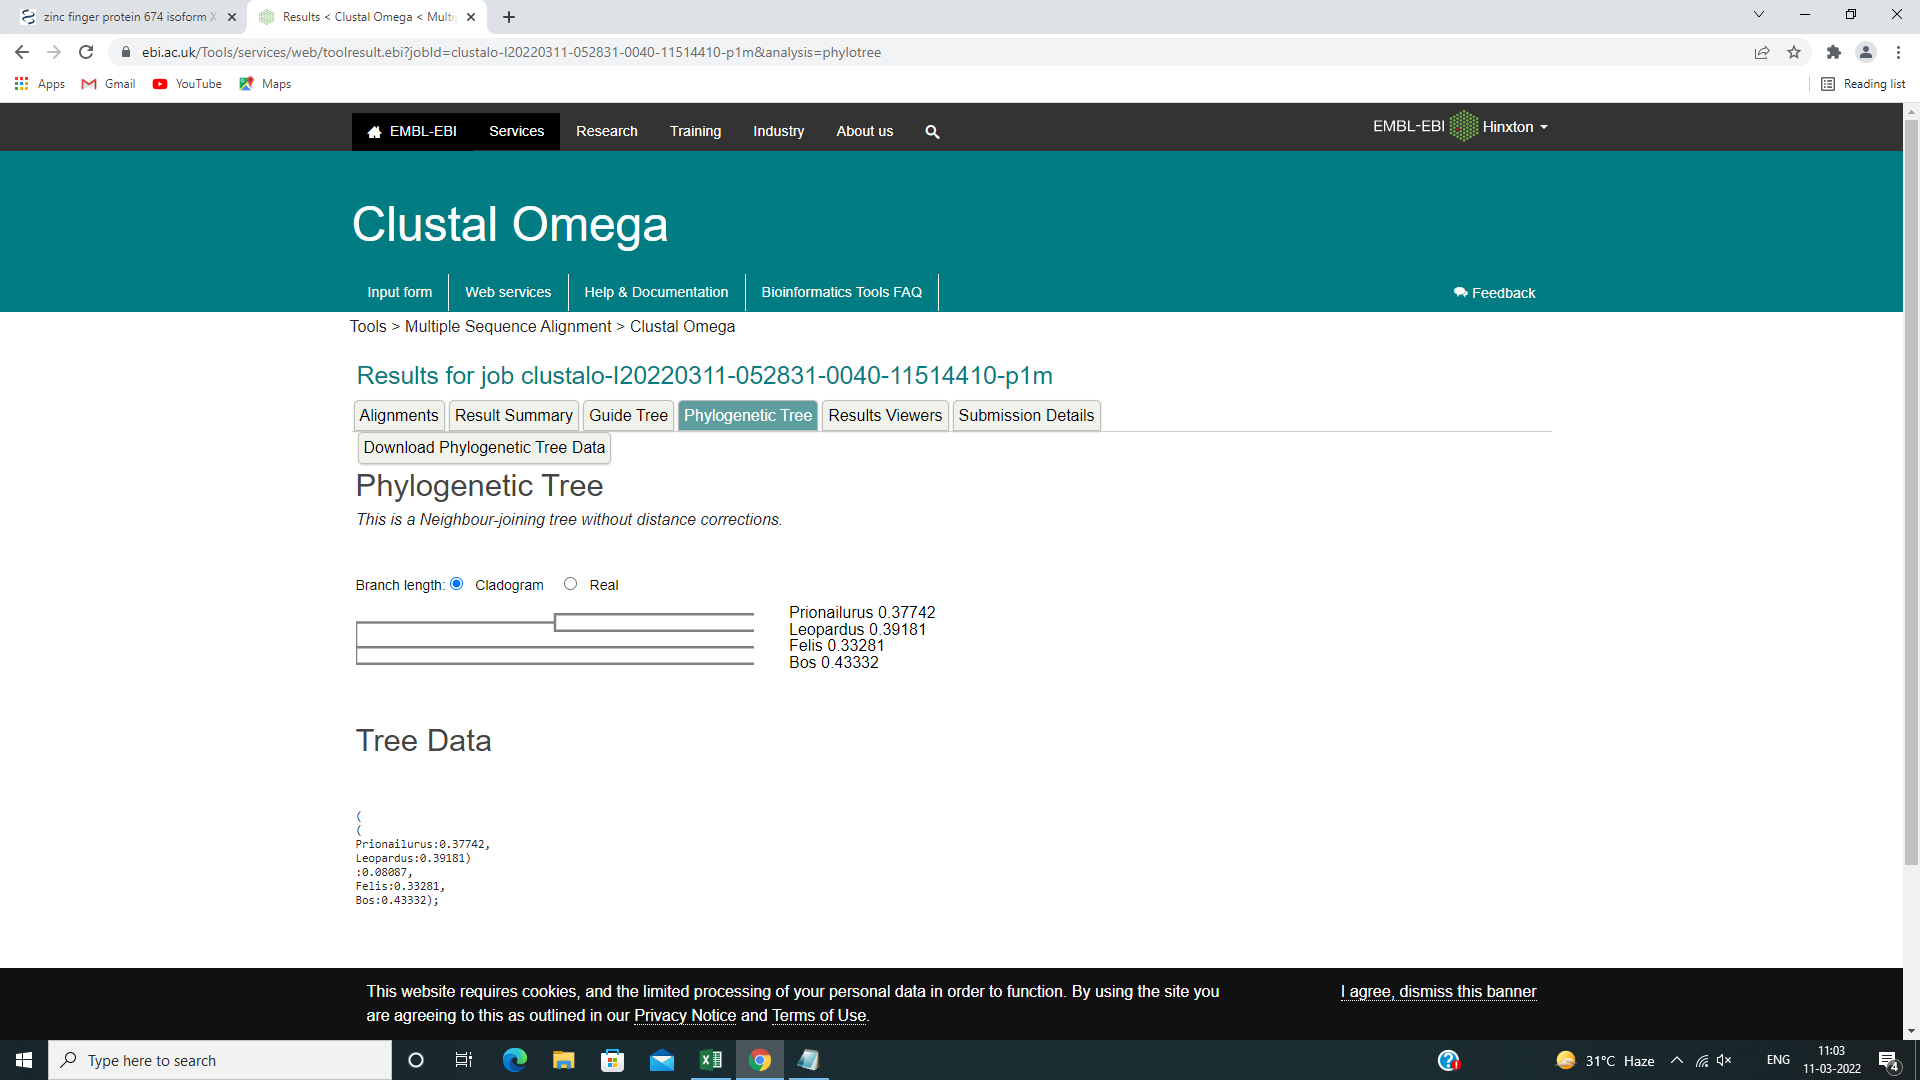 zinc finger protein 674 isoform X
Results < Clustal Omega < Multi
ebi.ac.uk/Tools/services/web/toolresult.ebi?jobId=clustalo-I20220311-052831-0040-11514410-p1m&analysis=phylotree
Apps Gmail YouTube Maps Reading list
EMBL-EBI Services Research Training Industry About us EMBL-EBI Hinxton
Clustal Omega
Input form Web services Help & Documentation Bioinformatics Tools FAQ Feedback
Tools > Multiple Sequence Alignment > Clustal Omega
Results for job clustalo-I20220311-052831-0040-11514410-p1m
Alignments Result Summary Guide Tree Phylogenetic Tree Results Viewers Submission Details
Download Phylogenetic Tree Data
Phylogenetic Tree
This is a Neighbour-joining tree without distance corrections.
Branch length: Cladogram Real
Prionailurus 0.37742
Leopardus 0.39181
Felis 0.33281
Bos 0.43332
Tree Data
(
(
Prionailurus:0.37742,
Leopardus:0.39181)
:0.08087,
Felis:0.33281,
Bos:0.43332);
This website requires cookies, and the limited processing of your personal data in order to function. By using the site you
are agreeing to this as outlined in our Privacy Notice and Terms of Use.
I agree, dismiss this banner
Type here to search
31°C Haze
ENG
11:03
11-03-2022
4